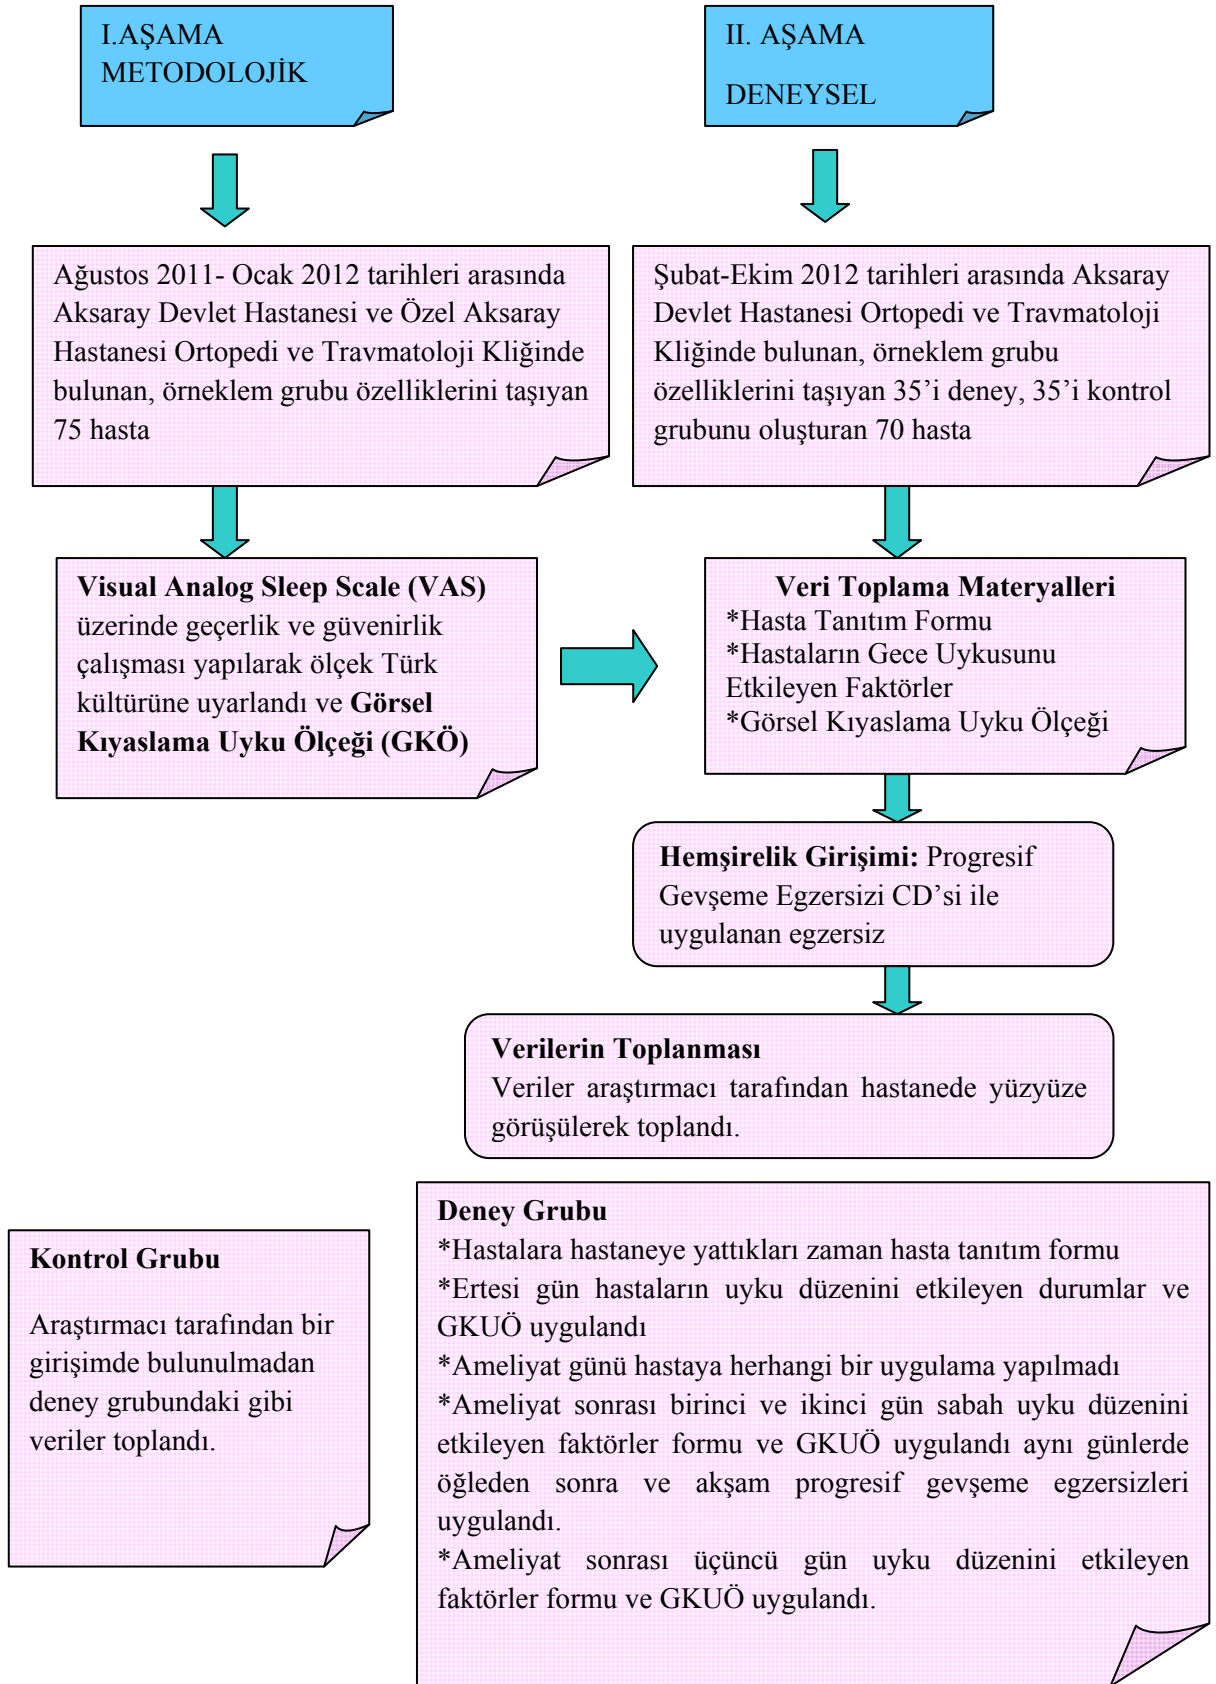 I.AŞAMA
METODOLOJİK
II. AŞAMA
DENEYSEL
Ağustos 2011- Ocak 2012 tarihleri arasında
Aksaray Devlet Hastanesi ve Özel Aksaray
Hastanesi Ortopedi ve Travmatoloji Kliğinde
bulunan, örneklem grubu özelliklerini taşıyan
75 hasta
Şubat-Ekim 2012 tarihleri arasında Aksaray
Devlet Hastanesi Ortopedi ve Travmatoloji
Kliğinde bulunan, örneklem grubu
özelliklerini taşıyan 35’i deney, 35’i kontrol
grubunu oluşturan 70 hasta
Visual Analog Sleep Scale (VAS)
üzerinde geçerlik ve güvenirlik
çalışması yapılarak ölçek Türk
kültürüne uyarlandı ve Görsel
Kıyaslama Uyku Ölçeği (GKÖ)
Veri Toplama Materyalleri
*Hasta Tanıtım Formu
*Hastaların Gece Uykusunu
Etkileyen Faktörler
*Görsel Kıyaslama Uyku Ölçeği
Hemşirelik Girişimi: Progresif
Gevşeme Egzersizi CD’si ile
uygulanan egzersiz
Verilerin Toplanması
Veriler araştırmacı tarafından hastanede yüzyüze
görüşülerek toplandı.
Kontrol Grubu
Araştırmacı tarafından bir
girişimde bulunulmadan
deney grubundaki gibi
veriler toplandı.
Deney Grubu
*Hastalara hastaneye yattıkları zaman hasta tanıtım formu
*Ertesi gün hastaların uyku düzenini etkileyen durumlar ve
GKUÖ uygulandı
*Ameliyat günü hastaya herhangi bir uygulama yapılmadı
*Ameliyat sonrası birinci ve ikinci gün sabah uyku düzenini
etkileyen faktörler formu ve GKUÖ uygulandı aynı günlerde
öğleden sonra ve akşam progresif gevşeme egzersizleri
uygulandı.
*Ameliyat sonrası üçüncü gün uyku düzenini etkileyen
faktörler formu ve GKUÖ uygulandı.